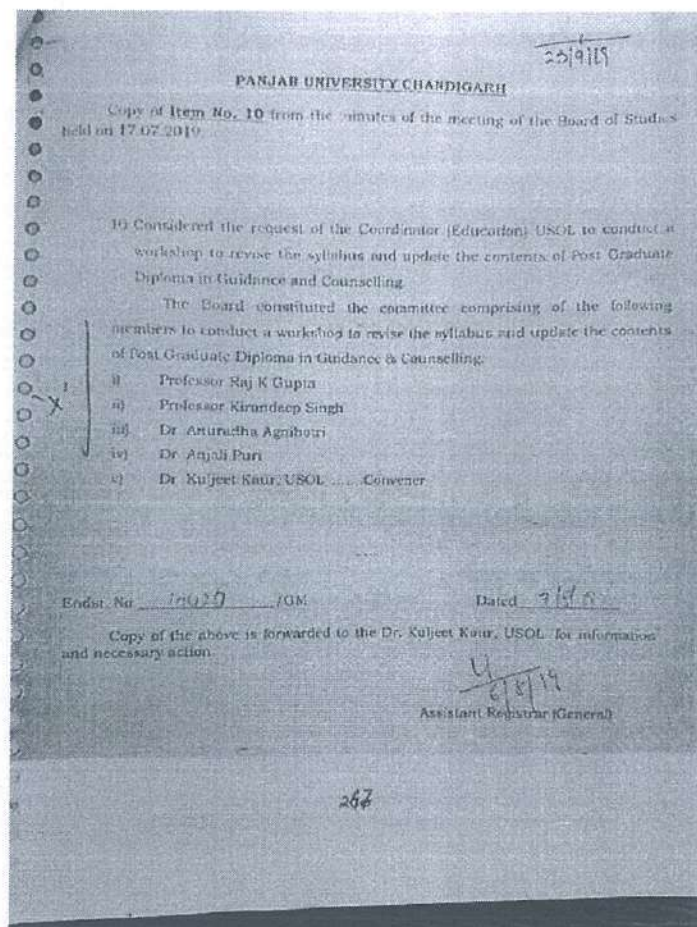 23/9/19
PANJAB UNIVERSITY CHANDIGARH
Copy of Item No. 10 from the minutes of the meeting of the Board of Studies
held on 17.07.2019
10 Considered the request of the Coordinator (Education) USOL to conduct a
workshop to revise the syllabus and update the contents of Post Graduate
Diploma in Guidance and Counselling
The Board constituted the committee comprising of the following
members to conduct a workshop to revise the syllabus and update the contents
of Post Graduate Diploma in Guidance & Counselling.
i) Professor Raj K Gupta
ii) Professor Kirandeep Singh
iii) Dr Anuradha Agnihotri
iv) Dr Anjali Puri
v) Dr Kuljeet Kaur, USOL ...... Convener
Endst. No /GM Dated
Copy of the above is forwarded to the Dr. Kuljeet Kaur, USOL for information
and necessary action
6/8/19
Assistant Registrar (General)
267